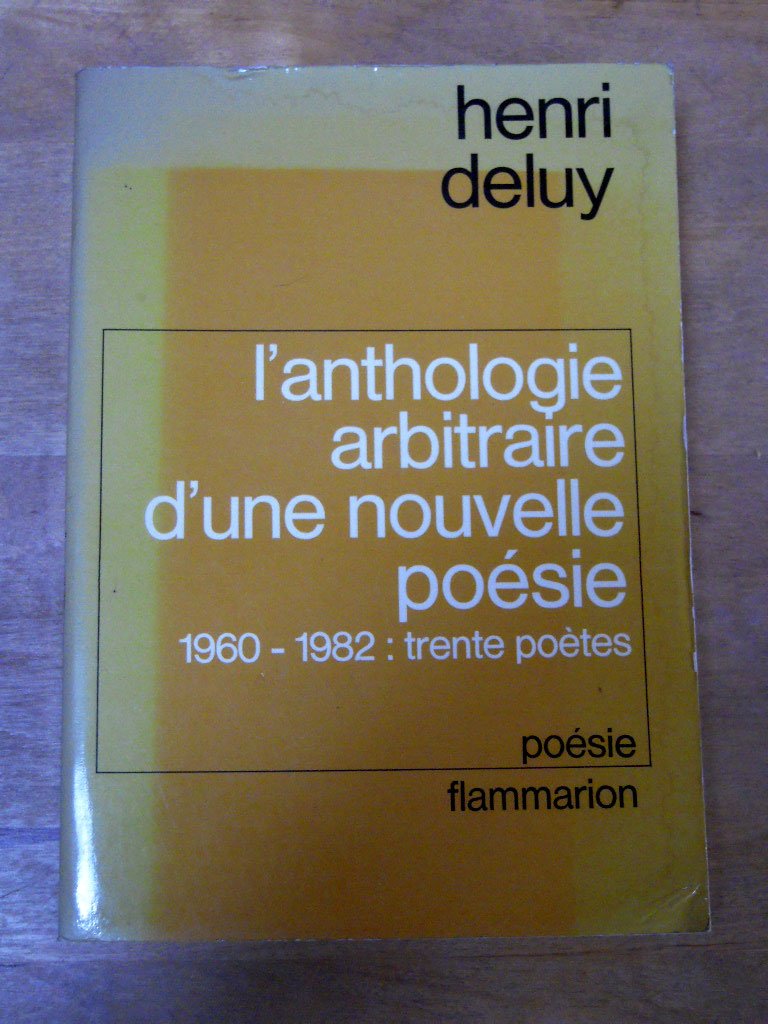 henri
deluy
l'anthologie
arbitraire
d'une nouvelle
poésie
1960 - 1982 : trente poètes
poésie
flammarion